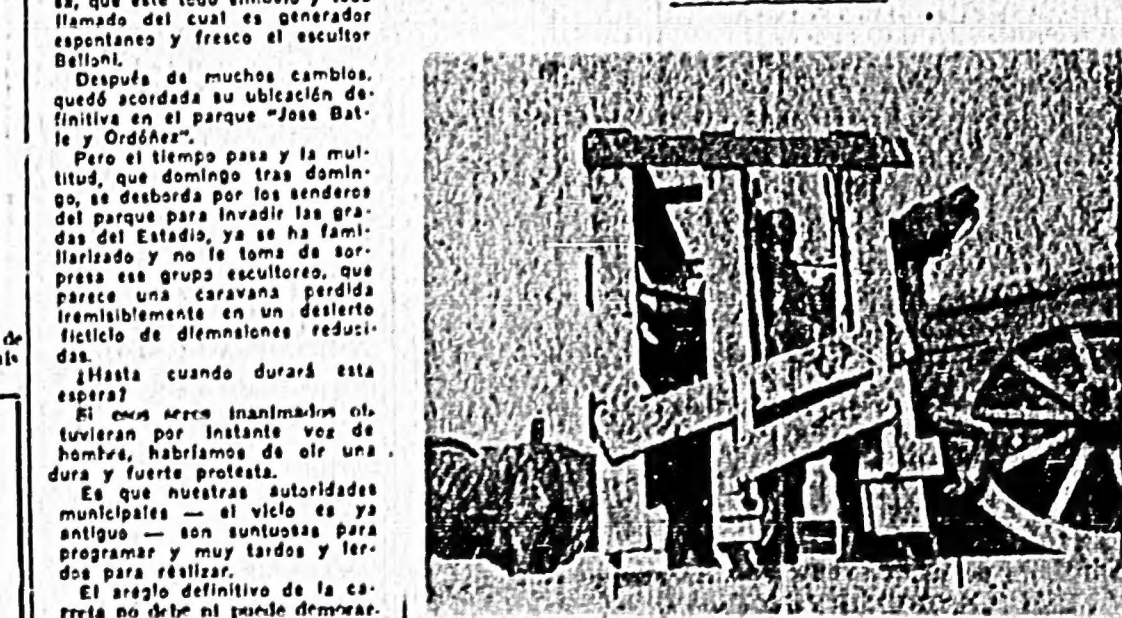 sa, que este todo simbolo y todo
llamado del cual es generador
espontaneo y fresco el escultor
Belloni.
Después de muchos cambios,
quedó acordada su ubicación de-
finitiva en el parque "Jose Bat-
le y Ordóñez".
Pero el tiempo pasa y la mul-
titud, que domingo tras domin-
go, se desborda por los senderos
del parque para invadir las gra-
das del Estadio, ya se ha fami-
liarizado y no le toma de sor-
presa ese grupo escultoreo, que
parece una caravana perdida
iremisiblemente en un desierto
ficticio de diemnsiones reduci-
das.
¿Hasta cuando durará esta
espera?
Si esos seres inanimados ob-
tuvieran por instante voz de
hombre, habríamos de oir una
dura y fuerte protesta.
Es que nuestras autoridades
municipales — el vicio es ya
antiguo — son suntuosas para
programar y muy tardos y ler-
dos para réalizar.
El areglo definitivo de la ca-
rreta no debe ni puede demorar-
de